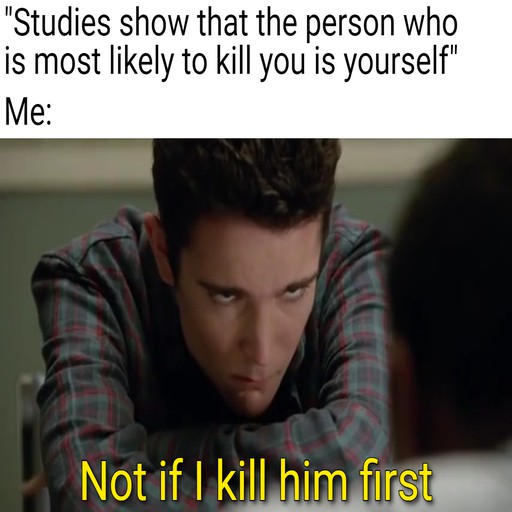 "Studies show that the person who
is most likely to kill you is yourself"
Me:
Not if I kill him first